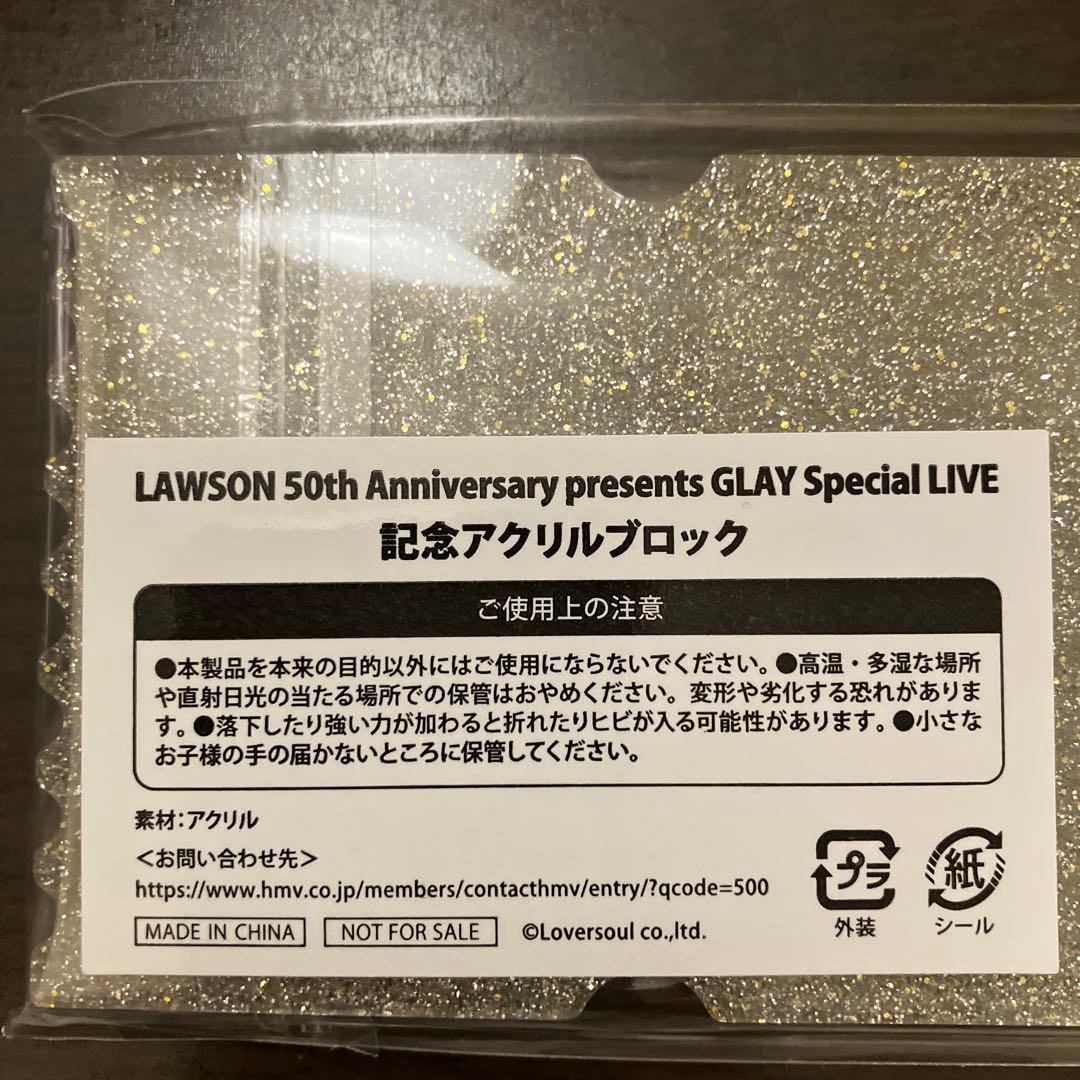 LAWSON 50th Anniversary presents GLAY Special LIVE
記念アクリルブロック
ご使用上の注意
●本製品を本来の目的以外にはご使用にならないでください。●高温・多湿な場所
や直射日光の当たる場所での保管はおやめください。変形や劣化する恐れがありま
す。●落下したり強い力が加わると折れたりヒビが入る可能性があります。●小さな
お子様の手の届かないところに保管してください。
素材：アクリル
＜お問い合わせ先＞
https://www.hmv.co.jp/members/contacthmv/entry/?qcode=500
プラ
外装
紙
シール
MADE IN CHINA
NOT FOR SALE
©Loversoul co.,ltd.